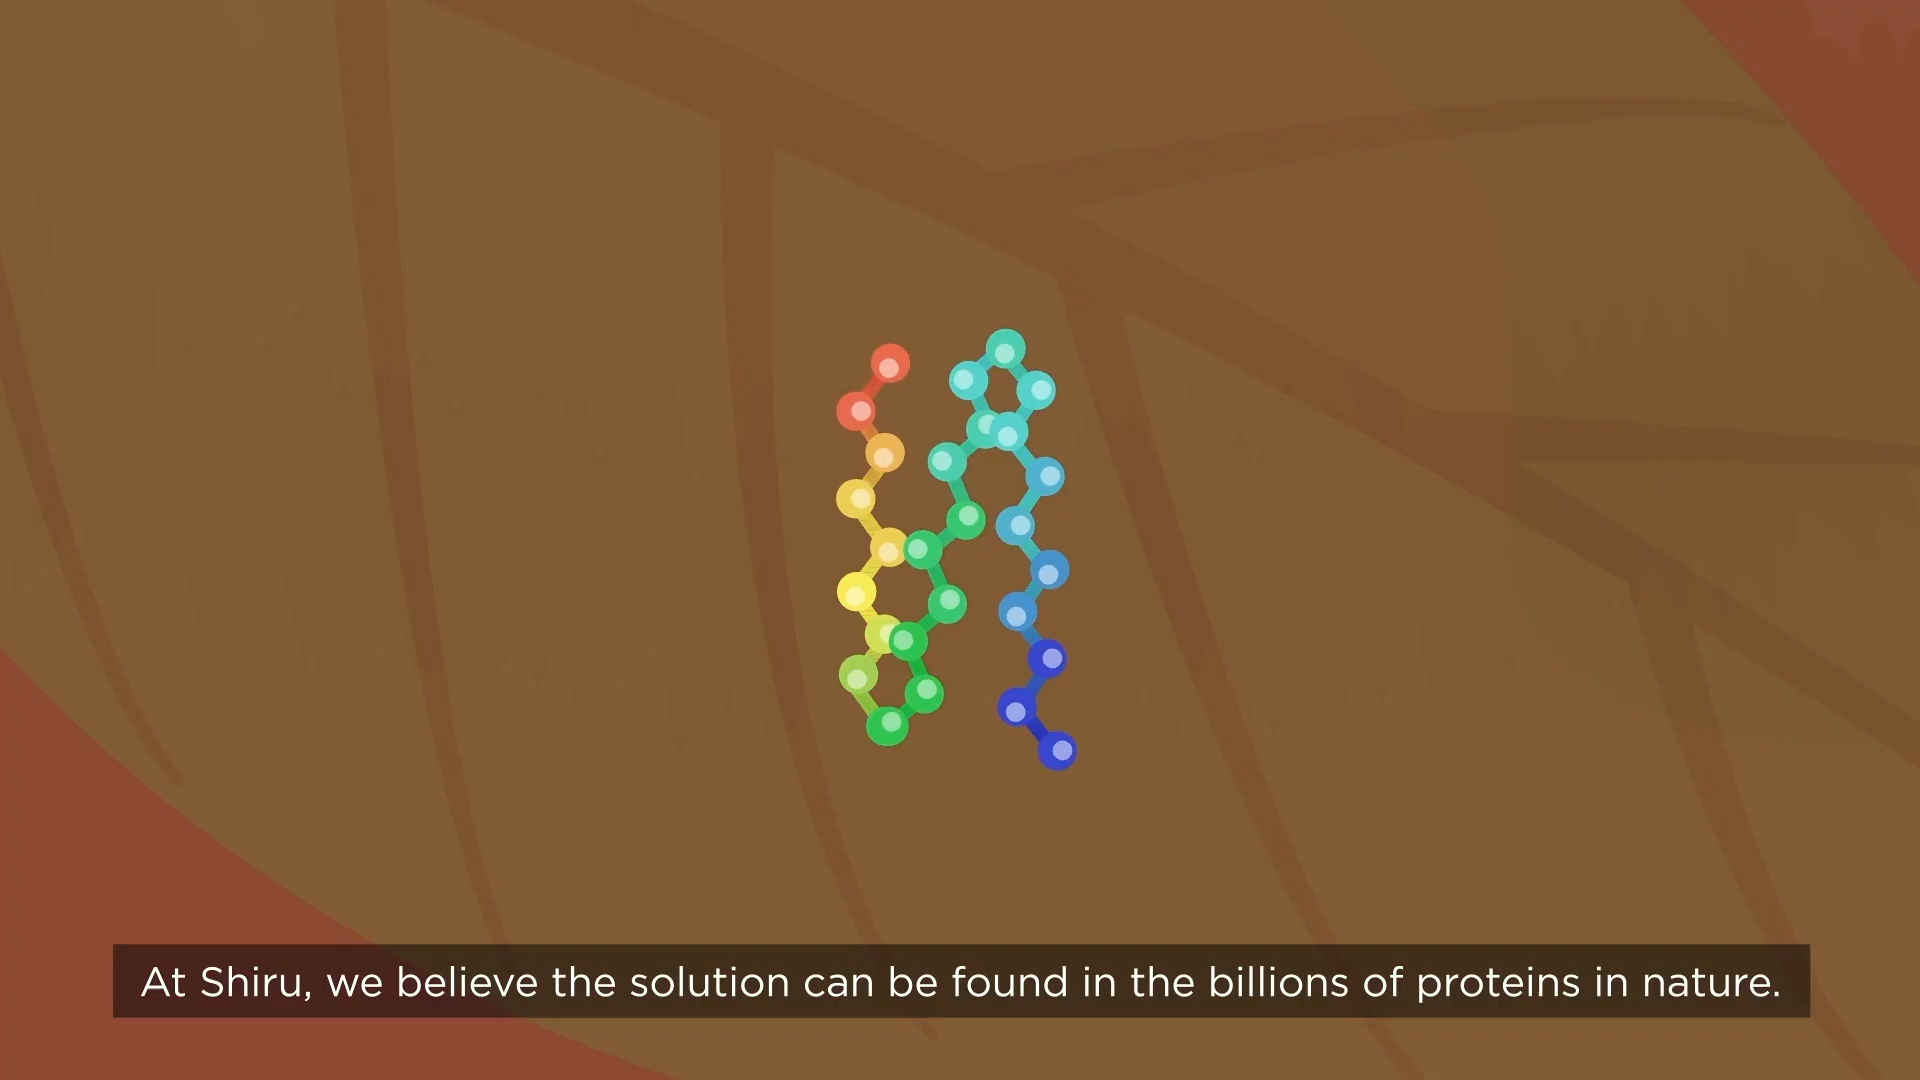 At Shiru, we believe the solution can be found in the billions of proteins in nature.